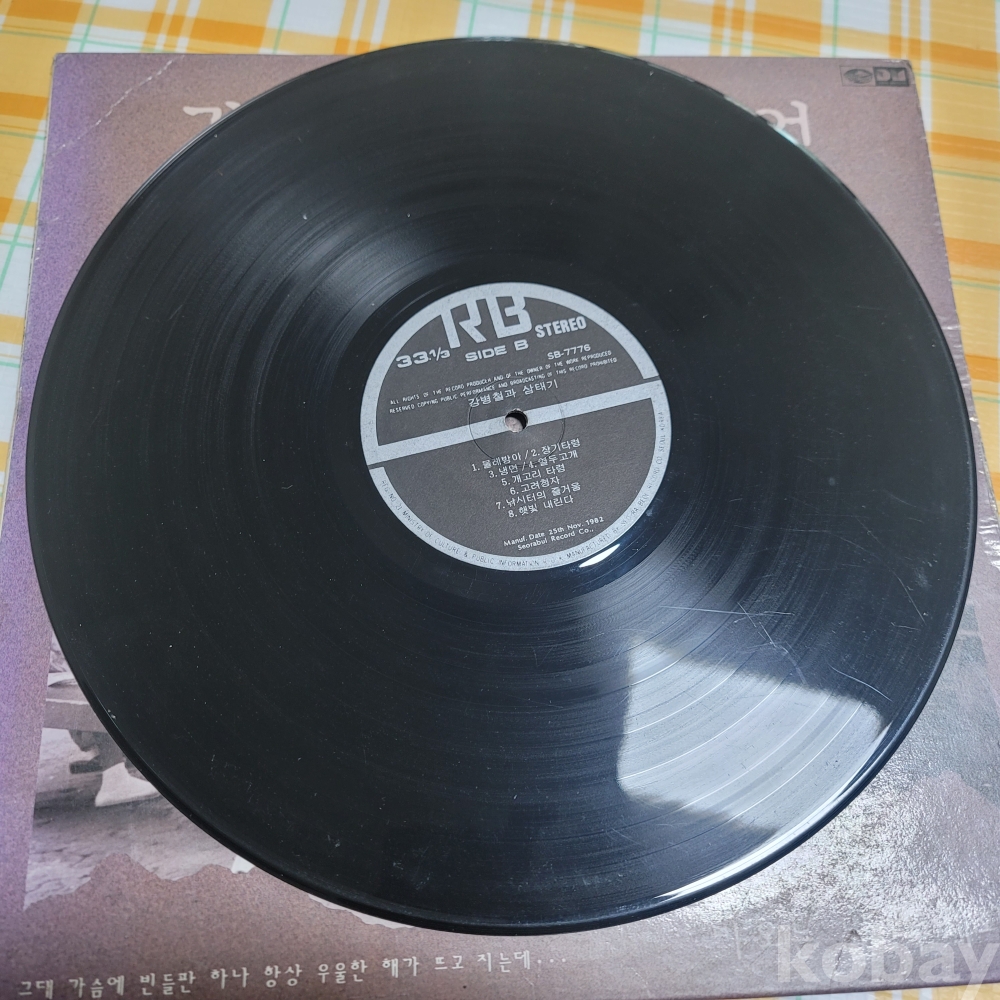 어
RB
STEREO
33⅓ SIDE B SB-7776
ALL RIGHTS OF THE RECORD PRODUCER AND OF THE OWNER OF THE WORK REPRODUCED
RESERVED COPYING PUBLIC PERFORMANCE AND BROADCASTING OF THIS RECORD PROHIBITED
강병철과 삼태기
1. 물레방아 / 2. 장기타령
3. 냉면 / 4. 열두고개
5. 개고리 타령
6. 고려청자
7. 낚시터의 즐거움
8. 햇빛 내린다
Manuf. Date 25th Nov. 1982
Seorabul Record Co.,
MINISTRY OF CULTURE & PUBLIC INFORMATION
MANUFACTURED BY
그대 가슴에 빈들판 하나 항상 우울한 해가 뜨고 지는데...
kobay